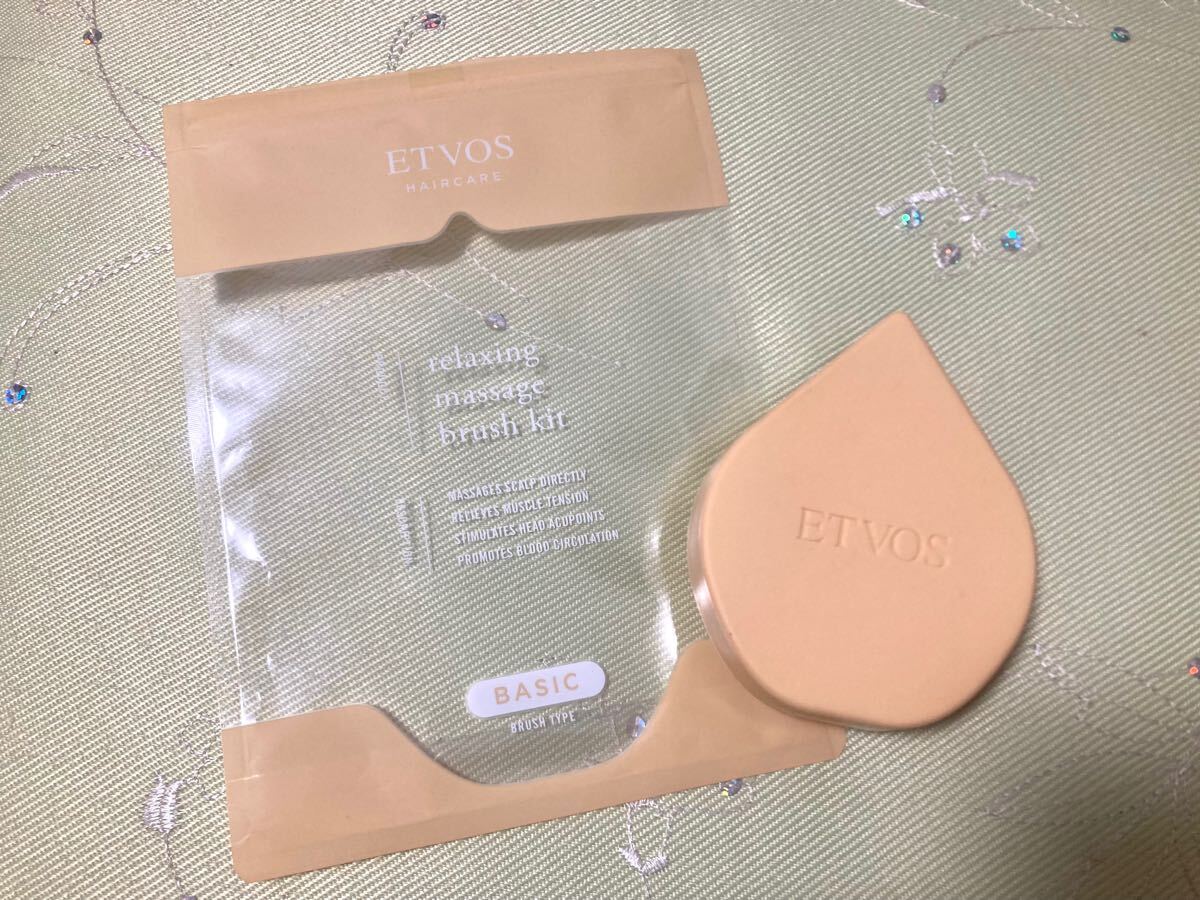 ETVOS
HAIRCARE
relaxing
massage
brush kit
MASSAGES SCALP DIRECTLY
RELIEVES MUSCLE TENSION
STIMULATES HEAD ACUPOINTS
PROMOTES BLOOD CIRCULATION
BASIC
BRUSH TYPE
ETVOS